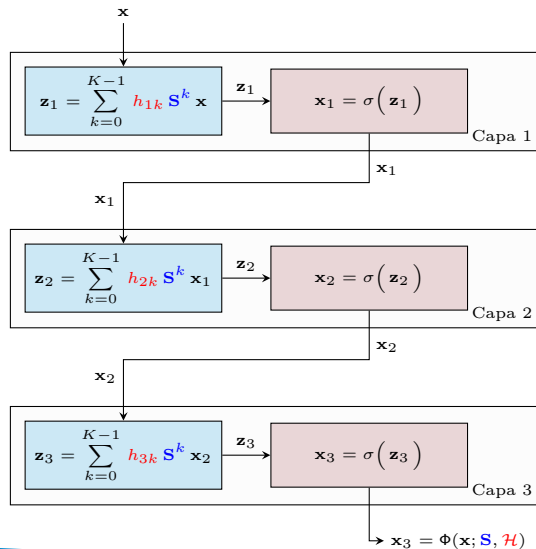 x
z₁ = ∑_{k=0}^{K−1} h₁ₖ Sᵏ x
z₁
x₁ = σ( z₁ )
Capa 1
x₁
x₁
z₂ = ∑_{k=0}^{K−1} h₂ₖ Sᵏ x₁
z₂
x₂ = σ( z₂ )
Capa 2
x₂
x₂
z₃ = ∑_{k=0}^{K−1} h₃ₖ Sᵏ x₂
z₃
x₃ = σ( z₃ )
Capa 3
x₃ = Φ(x; S, ℋ)